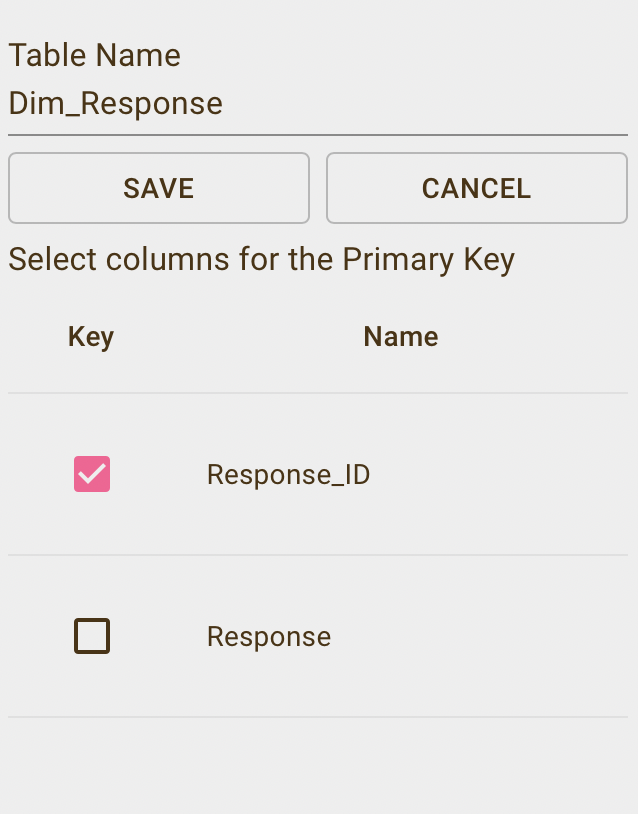 Table Name
Dim_Response
SAVE CANCEL
Select columns for the Primary Key
Key Name
Response_ID
Response